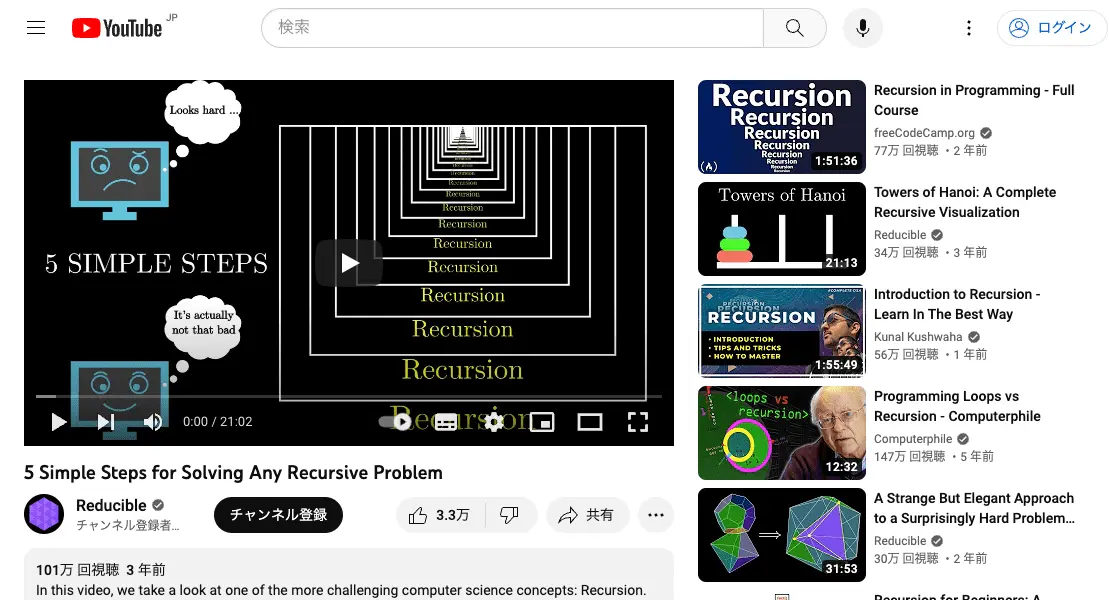 YouTube JP
検索
ログイン
Looks hard ...
5 SIMPLE STEPS
It's actually
not that bad
Recursion
Recursion
Recursion
Recursion
Recursion
Recursion
Recursion
Recursion
Recursion
Recursion
Recursion
0:00 / 21:02
5 Simple Steps for Solving Any Recursive Problem
Reducible
チャンネル登録者...
チャンネル登録
3.3万
共有
101万 回視聴 3 年前
In this video, we take a look at one of the more challenging computer science concepts: Recursion.
Recursion
Recursion
Recursion
Recursion
Recursion
Recursion
1:51:36
Recursion in Programming - Full
Course
freeCodeCamp.org
77万 回視聴 ・2 年前
Towers of Hanoi
21:13
Towers of Hanoi: A Complete
Recursive Visualization
Reducible
34万 回視聴 ・3 年前
#COMPLETE DSA
RECURSION
RECURSION
RECURSION
• INTRODUCTION
• TIPS AND TRICKS
• HOW TO MASTER
1:55:49
Introduction to Recursion -
Learn In The Best Way
Kunal Kushwaha
56万 回視聴 ・1 年前
<loops vs
recursion>
12:32
Programming Loops vs
Recursion - Computerphile
Computerphile
147万 回視聴 ・5 年前
31:53
A Strange But Elegant Approach
to a Surprisingly Hard Problem...
Reducible
30万 回視聴 ・2 年前
Recursion for Beginners: A